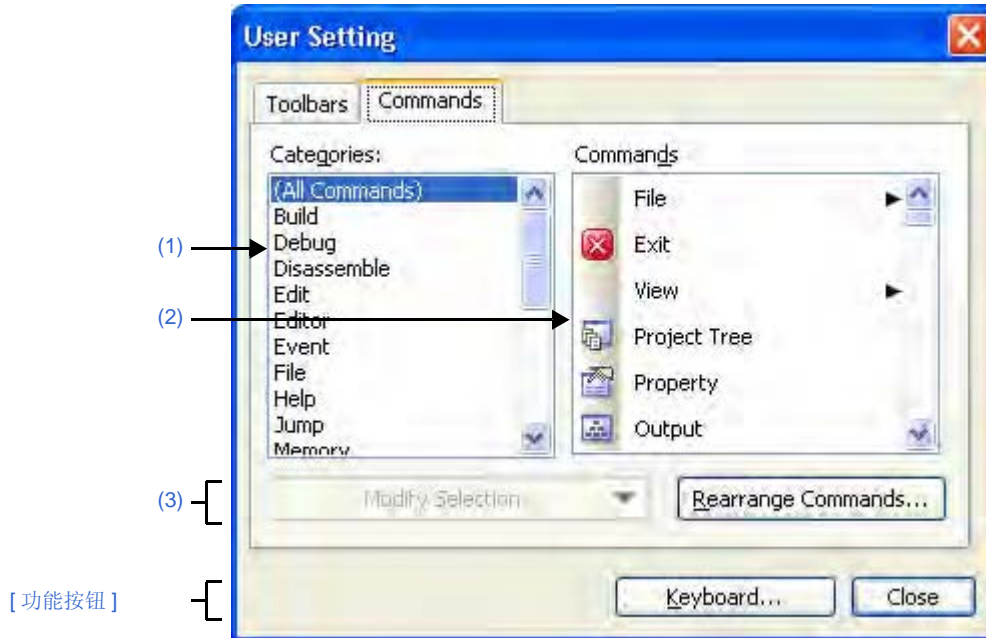 User Setting
Toolbars
Commands
Categories:
(All Commands)
Build
Debug
Disassemble
Edit
Editor
Event
File
Help
Jump
Memory
Commands
File
Exit
View
Project Tree
Property
Output
(1)
(2)
(3)
Modify Selection
Rearrange Commands...
[ 功能按钮 ]
Keyboard...
Close